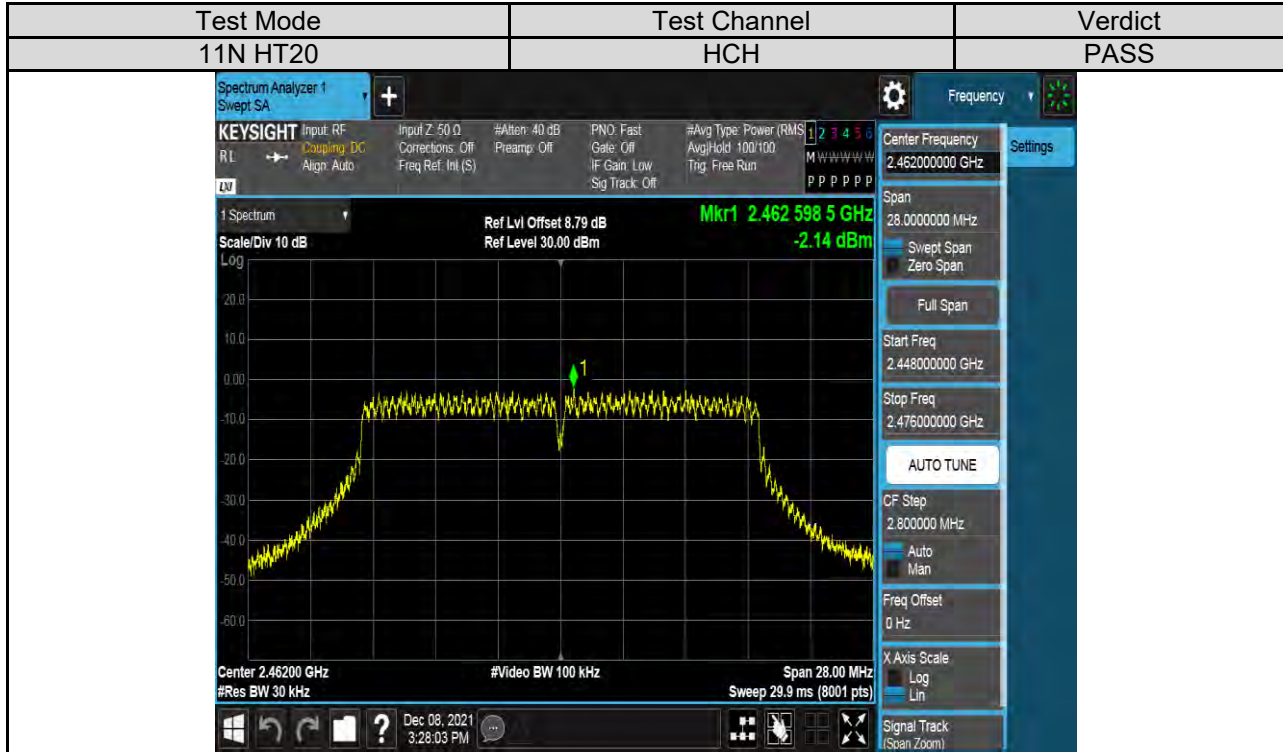 Test Mode Test Channel Verdict
11N HT20 HCH PASS
Spectrum Analyzer 1
Swept SA
+
Frequency
KEYSIGHT Input: RF Input Z: 50 Ω #Atten: 40 dB PNO: Fast #Avg Type: Power (RMS 1 2 3 4 5 6
RL Coupling: DC Corrections: Off Preamp: Off Gate: Off Avg|Hold: 100/100 M W W W W W
Align: Auto Freq Ref: Int (S) IF Gain: Low Trig: Free Run
LXI Sig Track: Off P P P P P P
1 Spectrum Ref Lvl Offset 8.79 dB Mkr1 2.462 598 5 GHz
Scale/Div 10 dB Ref Level 30.00 dBm -2.14 dBm
Log
20.0
10.0
0.00
-10.0
-20.0
-30.0
-40.0
-50.0
-60.0
1
Center 2.46200 GHz #Video BW 100 kHz Span 28.00 MHz
#Res BW 30 kHz Sweep 29.9 ms (8001 pts)
? Dec 08, 2021
3:28:03 PM
Center Frequency
2.462000000 GHz
Settings
Span
28.0000000 MHz
Swept Span
Zero Span
Full Span
Start Freq
2.448000000 GHz
Stop Freq
2.476000000 GHz
AUTO TUNE
CF Step
2.800000 MHz
Auto
Man
Freq Offset
0 Hz
X Axis Scale
Log
Lin
Signal Track
(Span Zoom)